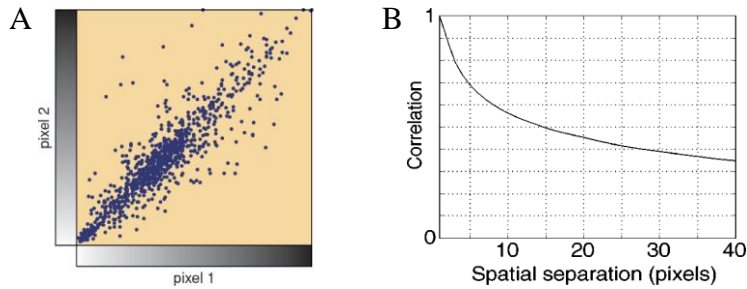 A
pixel 2
pixel 1
B
Correlation
1
0
10
20
30
40
Spatial separation (pixels)